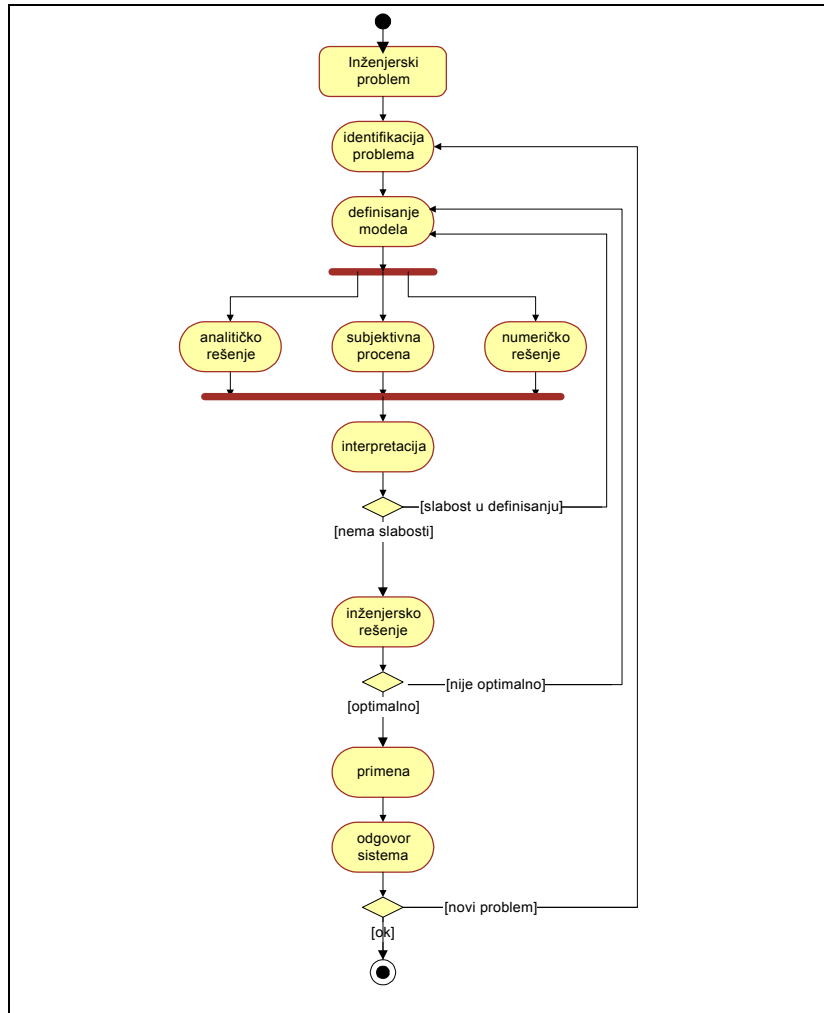 Inženjerski
problem
identifikacija
problema
definisanje
modela
analitičko
rešenje
subjektivna
procena
numeričko
rešenje
interpretacija
[slabost u definisanju]
[nema slabosti]
inženjersko
rešenje
[nije optimalno]
[optimalno]
primena
odgovor
sistema
[novi problem]
[ok]